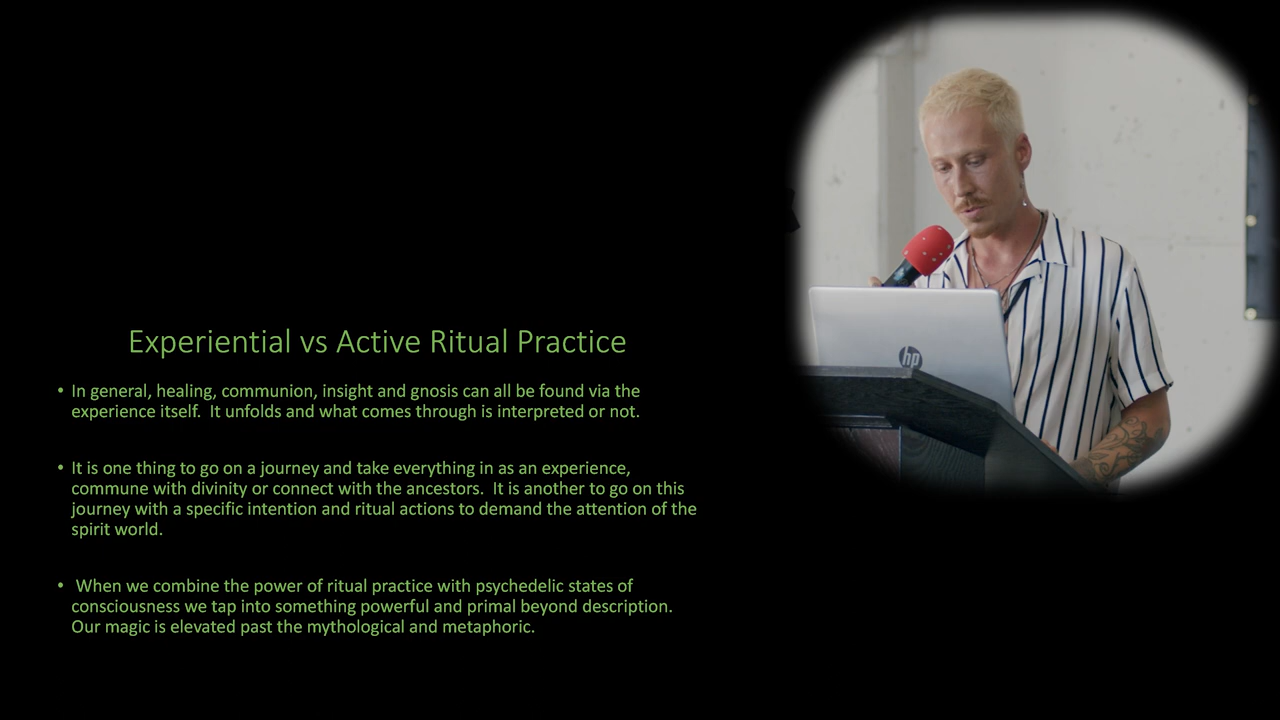 Experiential vs Active Ritual Practice
• In general, healing, communion, insight and gnosis can all be found via the
experience itself.  It unfolds and what comes through is interpreted or not.
• It is one thing to go on a journey and take everything in as an experience,
commune with divinity or connect with the ancestors.  It is another to go on this
journey with a specific intention and ritual actions to demand the attention of the
spirit world.
•  When we combine the power of ritual practice with psychedelic states of
consciousness we tap into something powerful and primal beyond description.
Our magic is elevated past the mythological and metaphoric.
hp